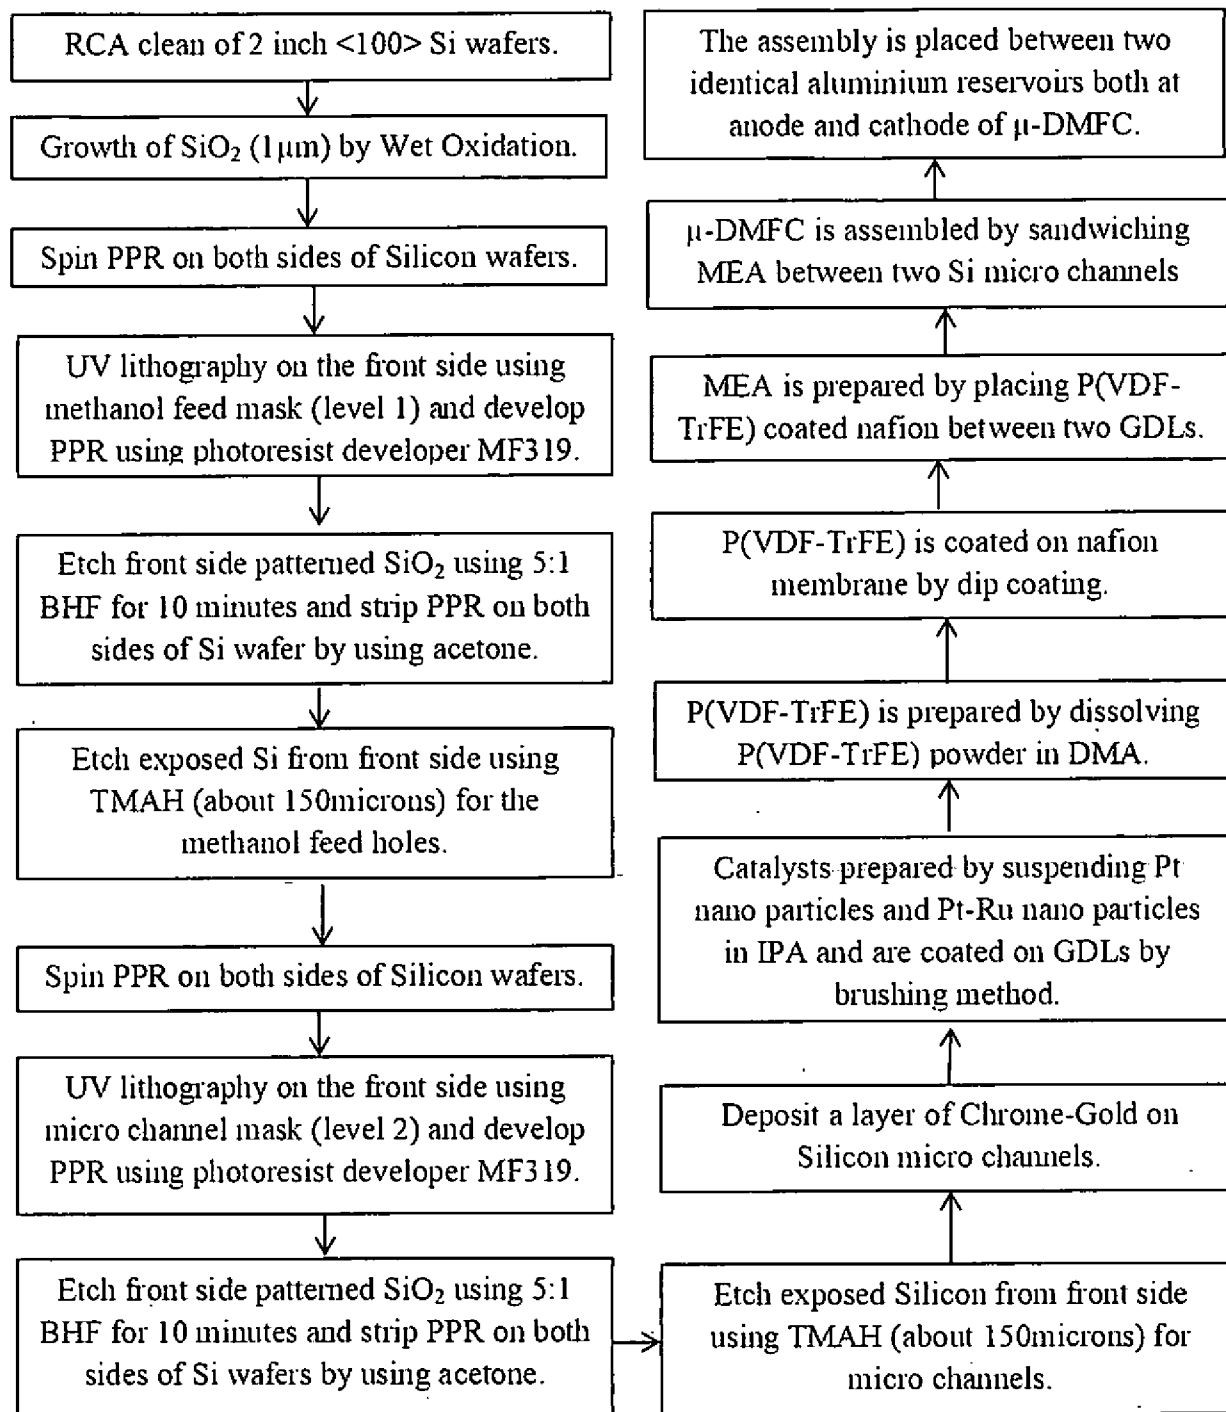 RCA clean of 2 inch <100> Si wafers.
Growth of SiO₂ (1μm) by Wet Oxidation.
Spin PPR on both sides of Silicon wafers.
UV lithography on the front side using
methanol feed mask (level 1) and develop
PPR using photoresist developer MF319.
Etch front side patterned SiO₂ using 5:1
BHF for 10 minutes and strip PPR on both
sides of Si wafer by using acetone.
Etch exposed Si from front side using
TMAH (about 150microns) for the
methanol feed holes.
Spin PPR on both sides of Silicon wafers.
UV lithography on the front side using
micro channel mask (level 2) and develop
PPR using photoresist developer MF319.
Etch front side patterned SiO₂ using 5:1
BHF for 10 minutes and strip PPR on both
sides of Si wafers by using acetone.
Etch exposed Silicon from front side
using TMAH (about 150microns) for
micro channels.
Deposit a layer of Chrome-Gold on
Silicon micro channels.
Catalysts prepared by suspending Pt
nano particles and Pt-Ru nano particles
in IPA and are coated on GDLs by
brushing method.
P(VDF-TrFE) is prepared by dissolving
P(VDF-TrFE) powder in DMA.
P(VDF-TrFE) is coated on nafion
membrane by dip coating.
MEA is prepared by placing P(VDF-
TrFE) coated nafion between two GDLs.
μ-DMFC is assembled by sandwiching
MEA between two Si micro channels
The assembly is placed between two
identical aluminium reservoirs both at
anode and cathode of μ-DMFC.